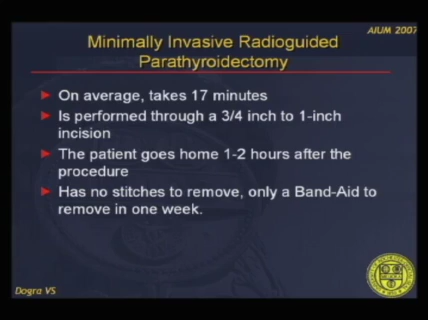 AIUM 2007
Minimally Invasive Radioguided
Parathyroidectomy
On average, takes 17 minutes
Is performed through a 3/4 inch to 1-inch
incision
The patient goes home 1-2 hours after the
procedure
Has no stitches to remove, only a Band-Aid to
remove in one week.
Dogra VS